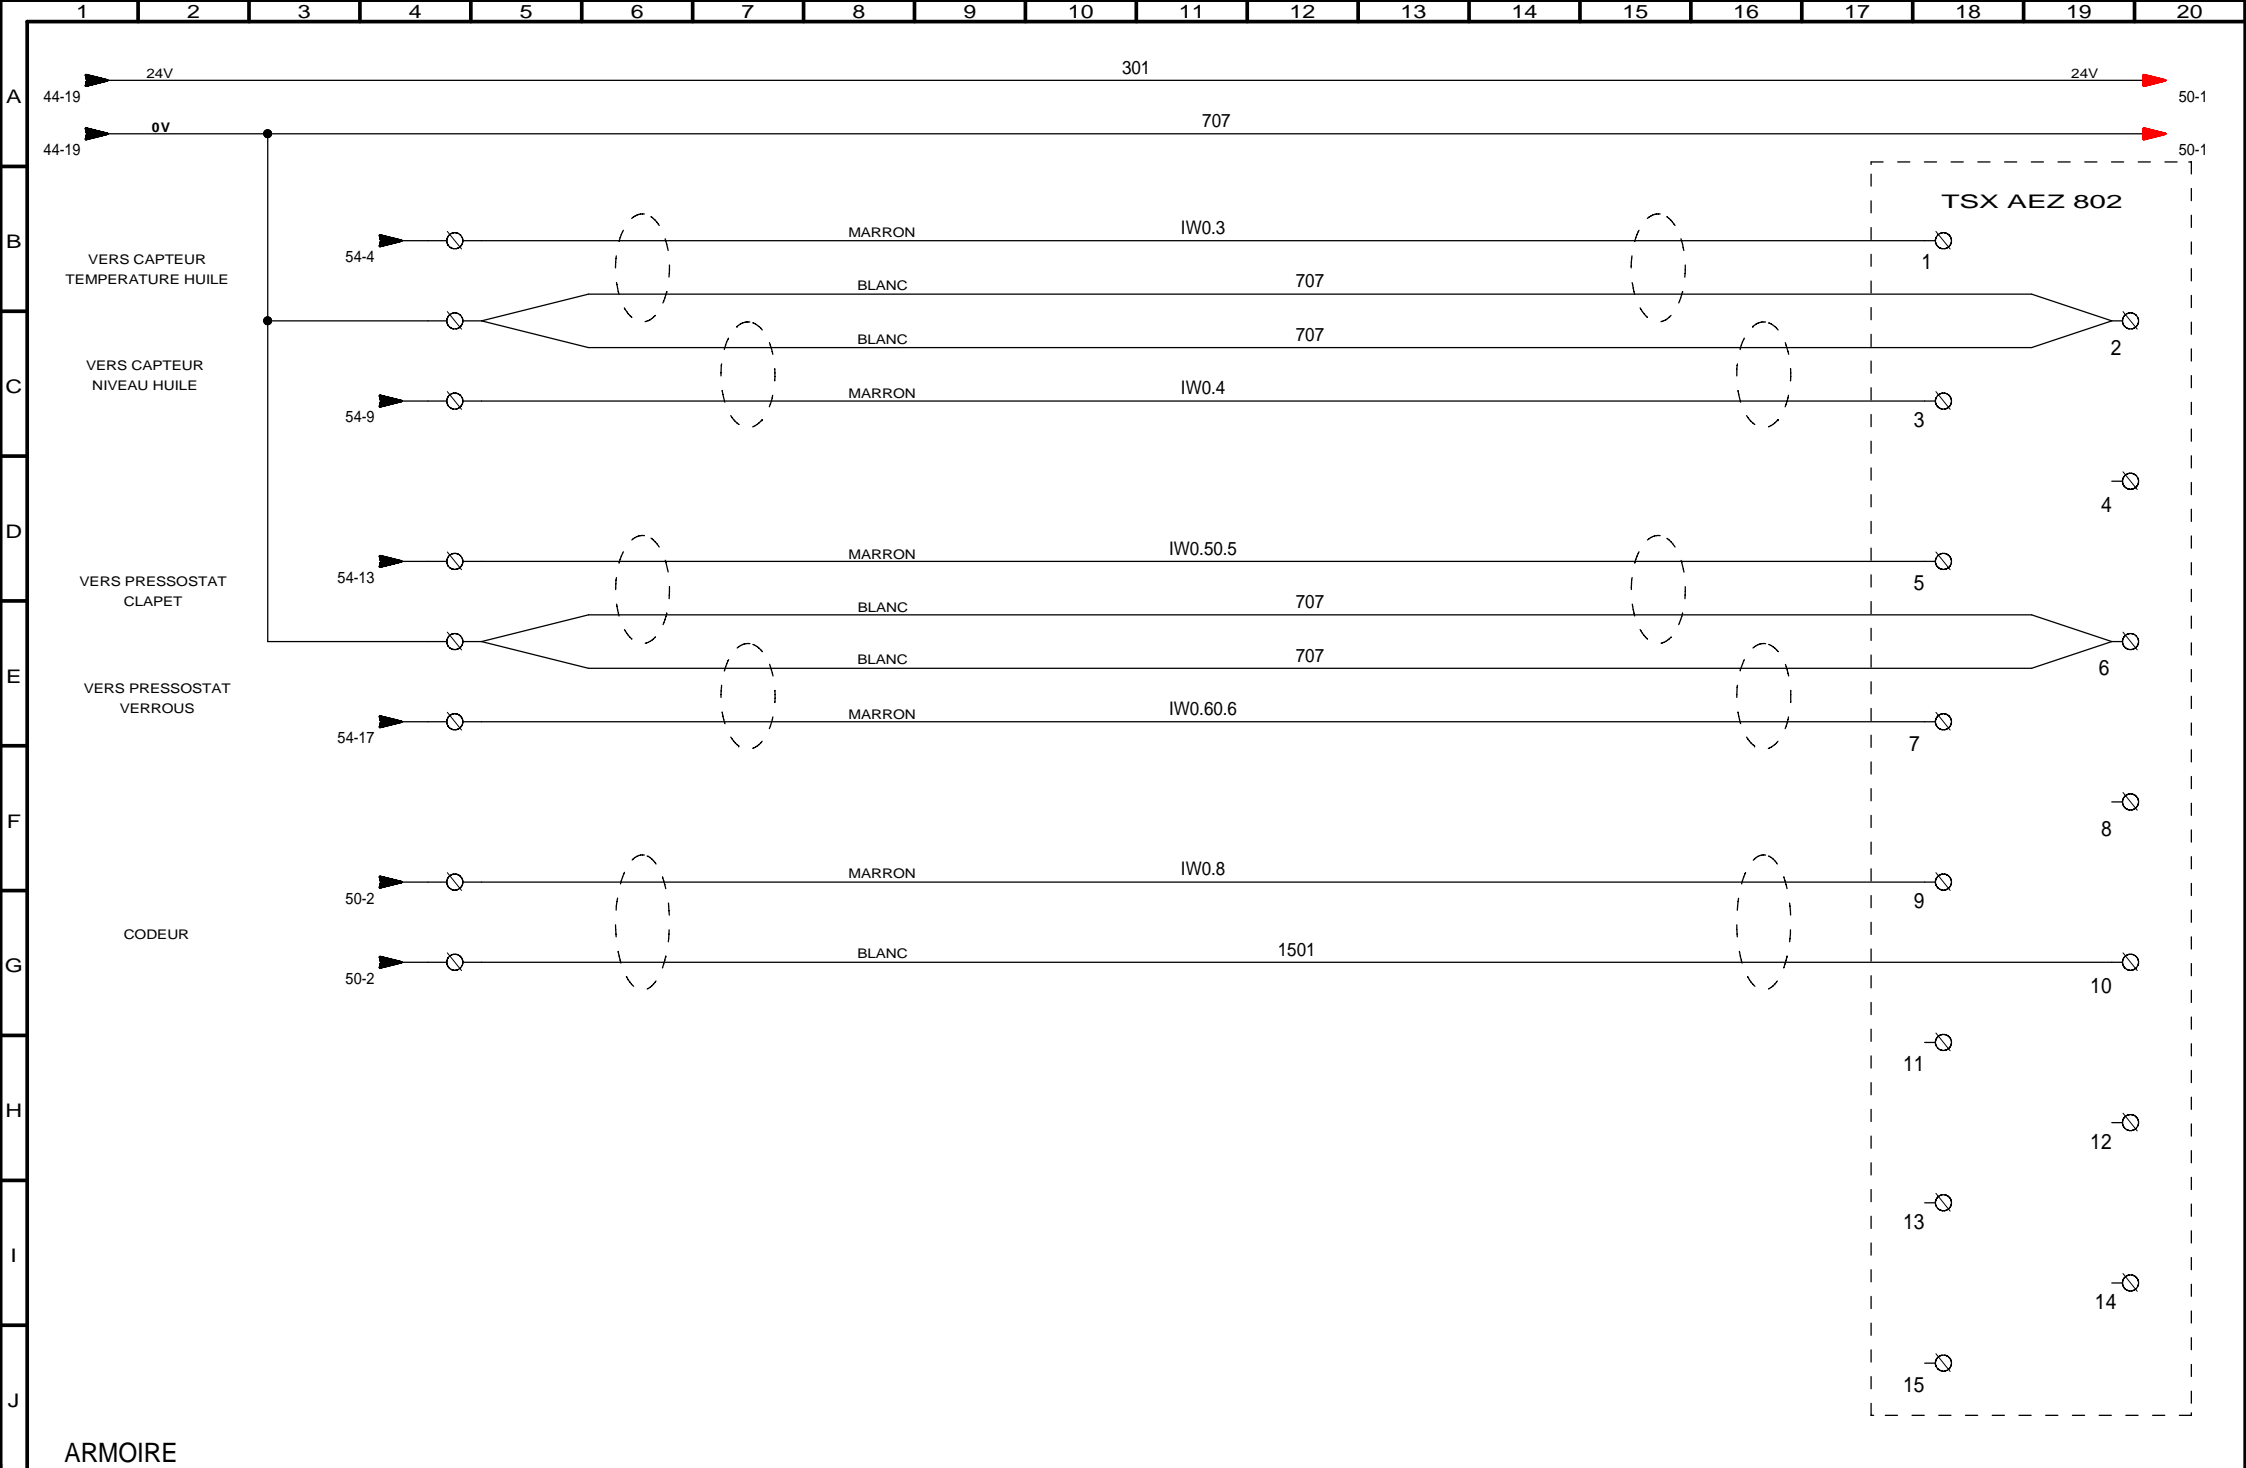 1 2 3 4 5 6 7 8 9 10 11 12 13 14 15 16 17 18 19 20
24V 301 24V
A
44-19 50-1
0V 707
44-19 50-1
TSX AEZ 802
B
MARRON IW0.3
54-4 1
VERS CAPTEUR
TEMPERATURE HUILE
BLANC 707
BLANC 707
2
VERS CAPTEUR
NIVEAU HUILE
C
MARRON IW0.4
54-9 3
4
D
MARRON IW0.50.5
54-13 5
VERS PRESSOSTAT
CLAPET
BLANC 707
BLANC 707
6
E
VERS PRESSOSTAT
VERROUS
MARRON IW0.60.6
54-17 7
F
8
MARRON IW0.8
50-2 9
CODEUR
G
BLANC 1501
50-2 10
11
H
12
13
I
14
15
J
ARMOIRE